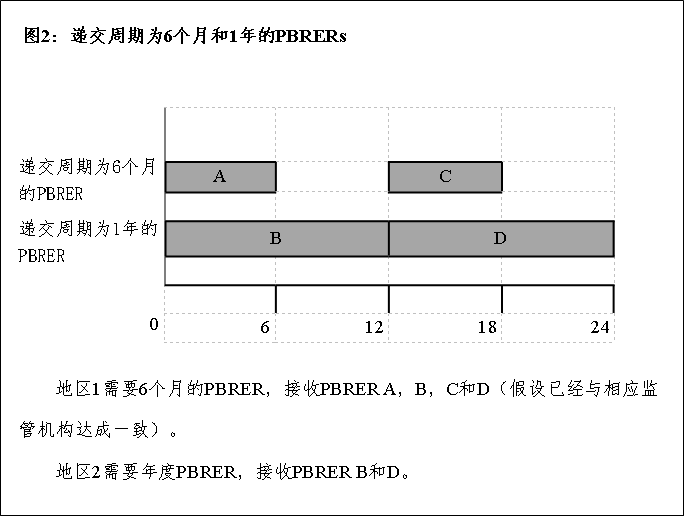 图2：递交周期为6个月和1年的PBRERs
递交周期为6个月
的PBRER
A
C
递交周期为1年的
PBRER
B
D
0
6
12
18
24
地区1需要6个月的PBRER，接收PBRER A，B，C和D（假设已经与相应监
管机构达成一致）。
地区2需要年度PBRER，接收PBRER B和D。